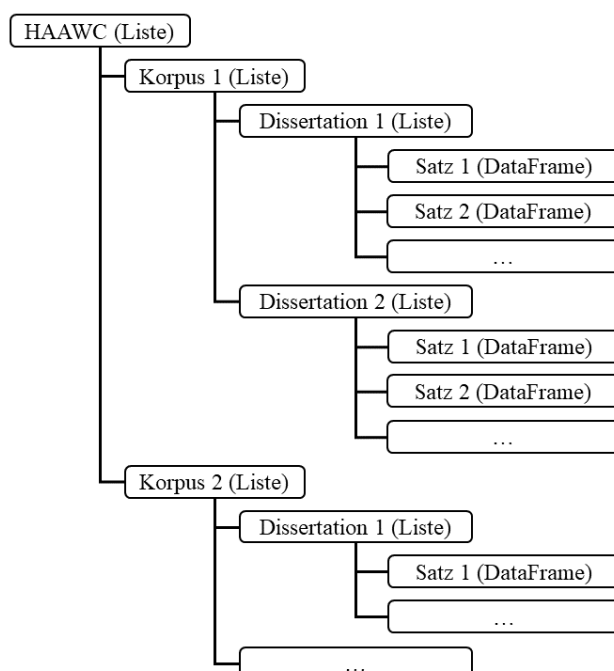 HAAWC (Liste)
Korpus 1 (Liste)
Dissertation 1 (Liste)
Satz 1 (DataFrame)
Satz 2 (DataFrame)
…
Dissertation 2 (Liste)
Satz 1 (DataFrame)
Satz 2 (DataFrame)
…
Korpus 2 (Liste)
Dissertation 1 (Liste)
Satz 1 (DataFrame)
…
…